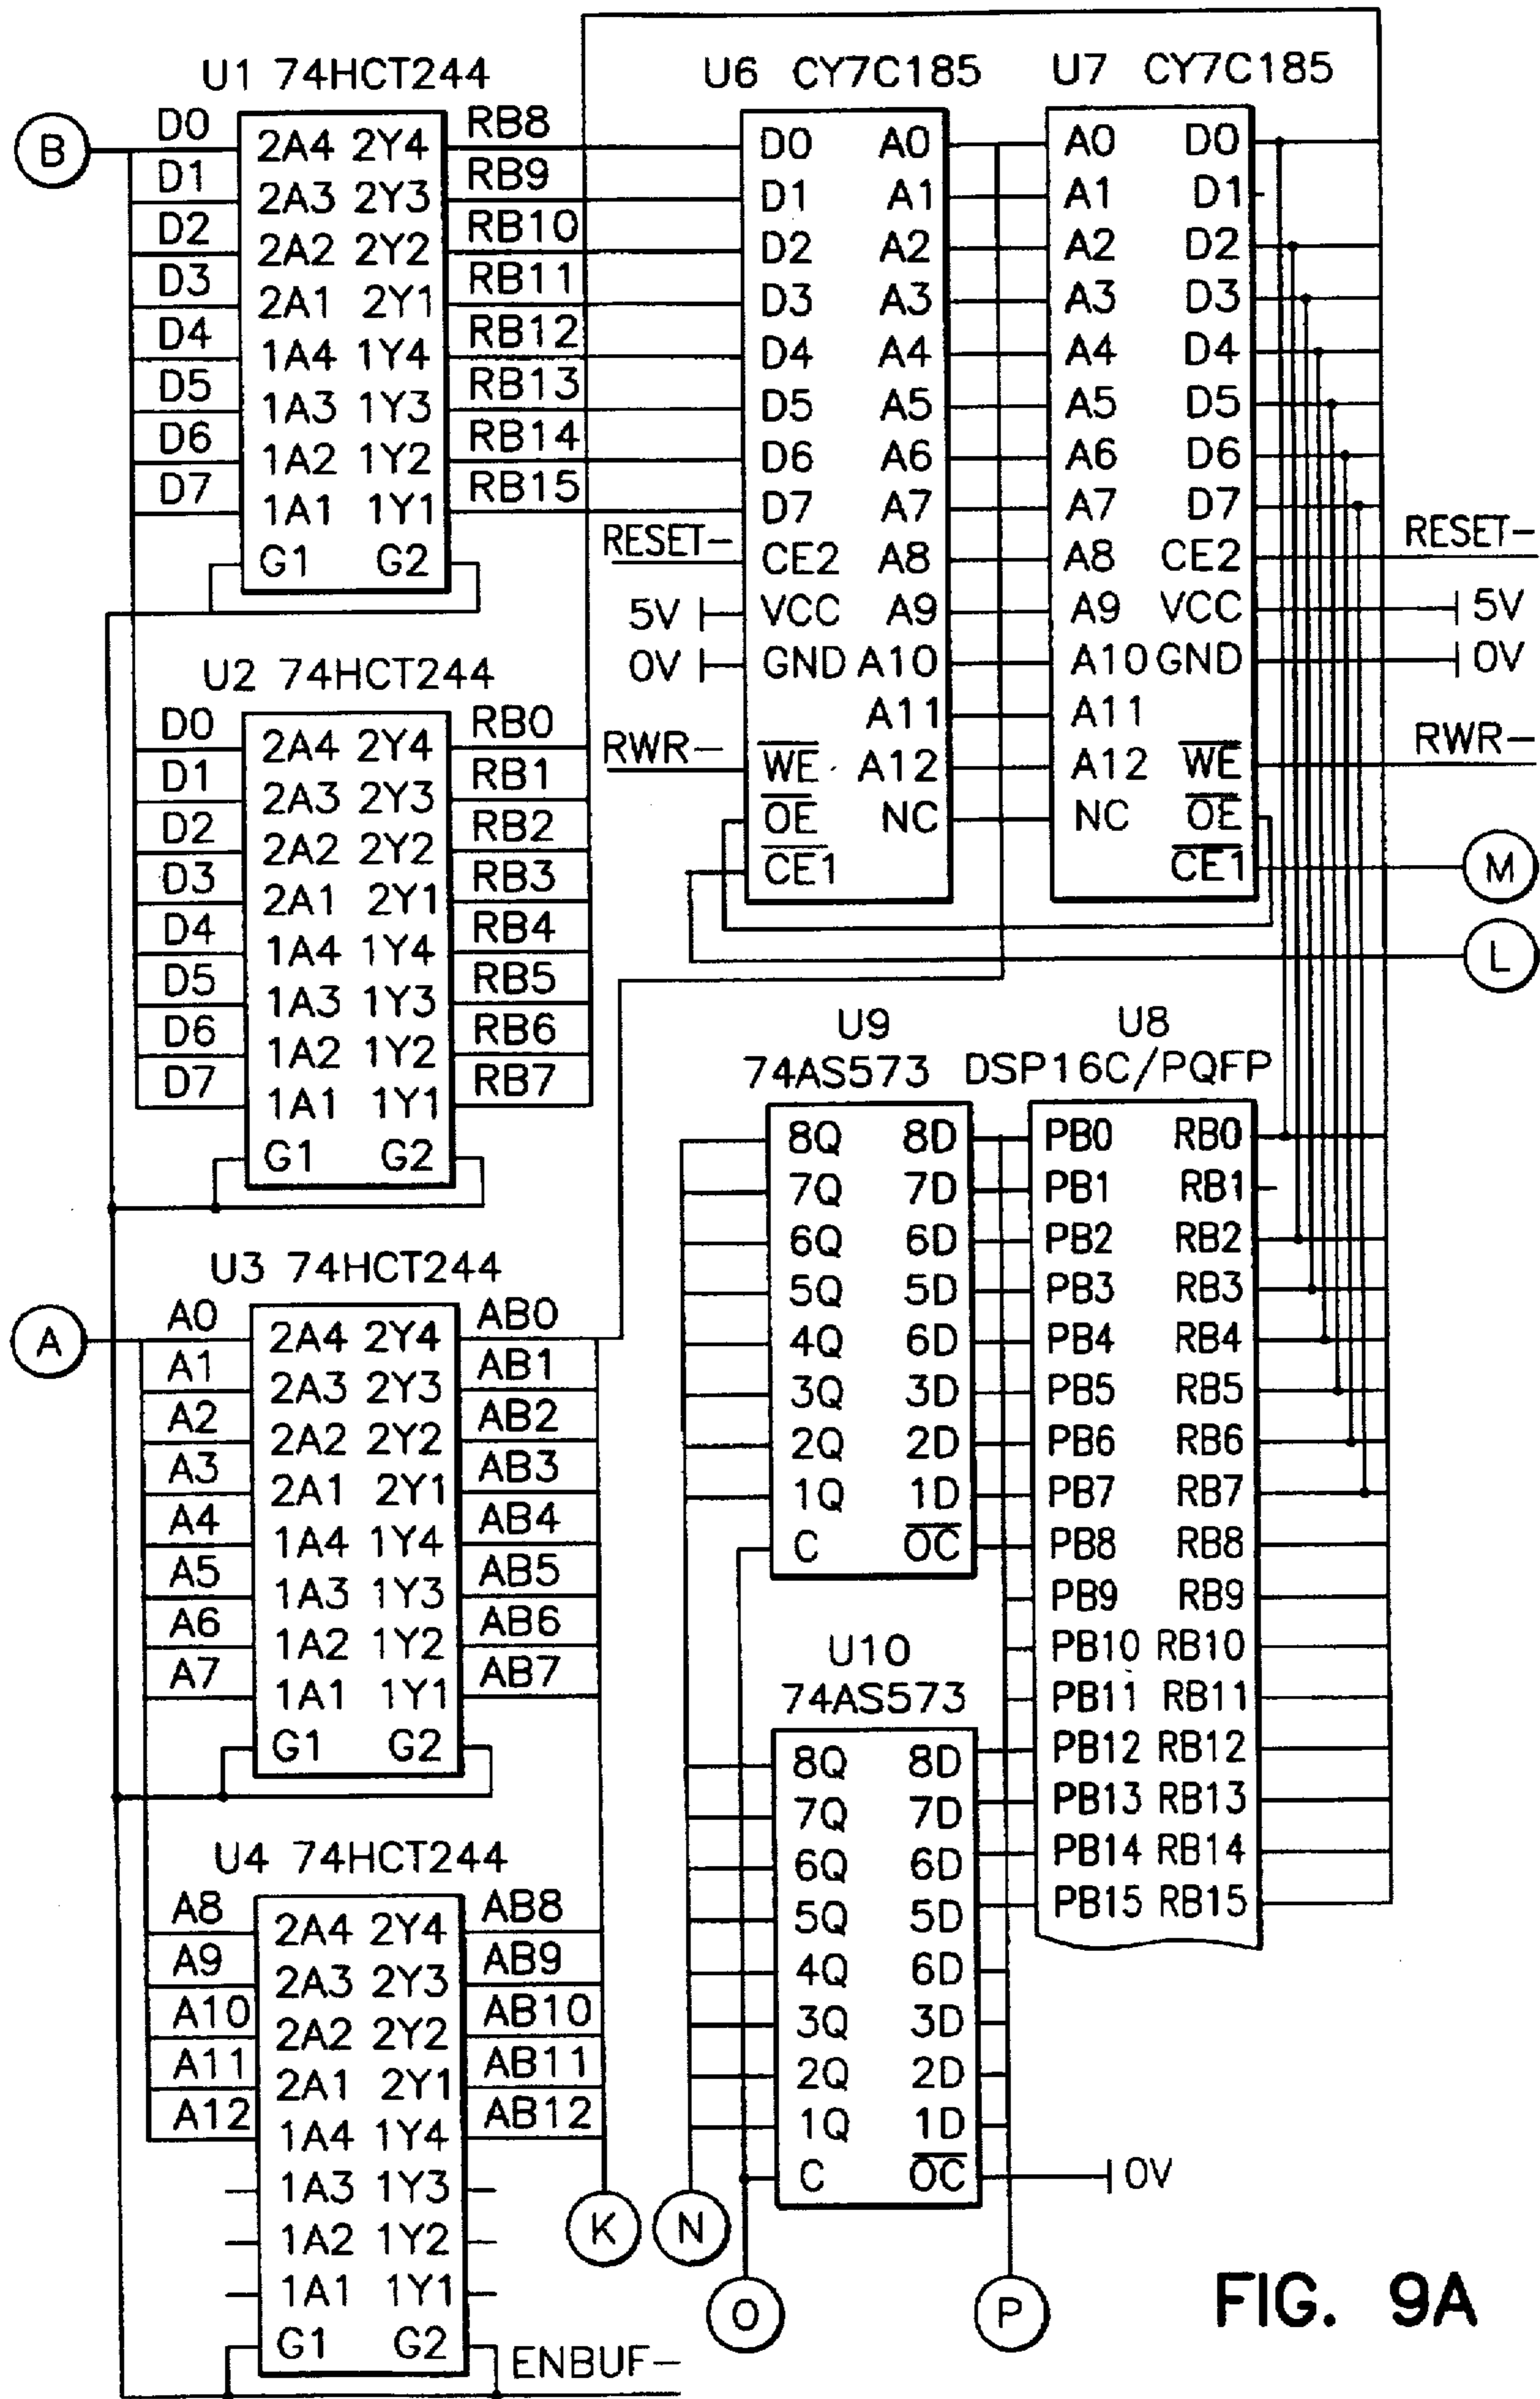 U1 74HCT244
B
D0 2A4 2Y4 RB8
D1 2A3 2Y3 RB9
D2 2A2 2Y2 RB10
D3 2A1 2Y1 RB11
D4 1A4 1Y4 RB12
D5 1A3 1Y3 RB13
D6 1A2 1Y2 RB14
D7 1A1 1Y1 RB15
G1 G2
U2 74HCT244
D0 2A4 2Y4 RB0
D1 2A3 2Y3 RB1
D2 2A2 2Y2 RB2
D3 2A1 2Y1 RB3
D4 1A4 1Y4 RB4
D5 1A3 1Y3 RB5
D6 1A2 1Y2 RB6
D7 1A1 1Y1 RB7
G1 G2
U3 74HCT244
A
A0 2A4 2Y4 AB0
A1 2A3 2Y3 AB1
A2 2A2 2Y2 AB2
A3 2A1 2Y1 AB3
A4 1A4 1Y4 AB4
A5 1A3 1Y3 AB5
A6 1A2 1Y2 AB6
A7 1A1 1Y1 AB7
G1 G2
U4 74HCT244
A8 2A4 2Y4 AB8
A9 2A3 2Y3 AB9
A10 2A2 2Y2 AB10
A11 2A1 2Y1 AB11
A12 1A4 1Y4 AB12
1A3 1Y3
1A2 1Y2
1A1 1Y1
G1 G2
ENBUF-
K
U6 CY7C185 U7 CY7C185
D0 A0 A0 D0
D1 A1 A1 D1
D2 A2 A2 D2
D3 A3 A3 D3
D4 A4 A4 D4
D5 A5 A5 D5
D6 A6 A6 D6
D7 A7 A7 D7
RESET- CE2 A8 A8 CE2 RESET-
5V VCC A9 A9 VCC 5V
0V GND A10 A10 GND 0V
A11 A11
RWR- WE A12 A12 WE RWR-
OE NC NC OE
CE1 CE1 M
L
U9 U8
74AS573 DSP16C/PQFP
8Q 8D PB0 RB0
7Q 7D PB1 RB1
6Q 6D PB2 RB2
5Q 5D PB3 RB3
4Q 6D PB4 RB4
3Q 3D PB5 RB5
2Q 2D PB6 RB6
1Q 1D PB7 RB7
C OC PB8 RB8
PB9 RB9
U10 PB10 RB10
74AS573 PB11 RB11
8Q 8D PB12 RB12
7Q 7D PB13 RB13
6Q 6D PB14 RB14
5Q 5D PB15 RB15
4Q 6D
3Q 3D
2Q 2D
1Q 1D
C OC 0V
N
O
P
FIG. 9A